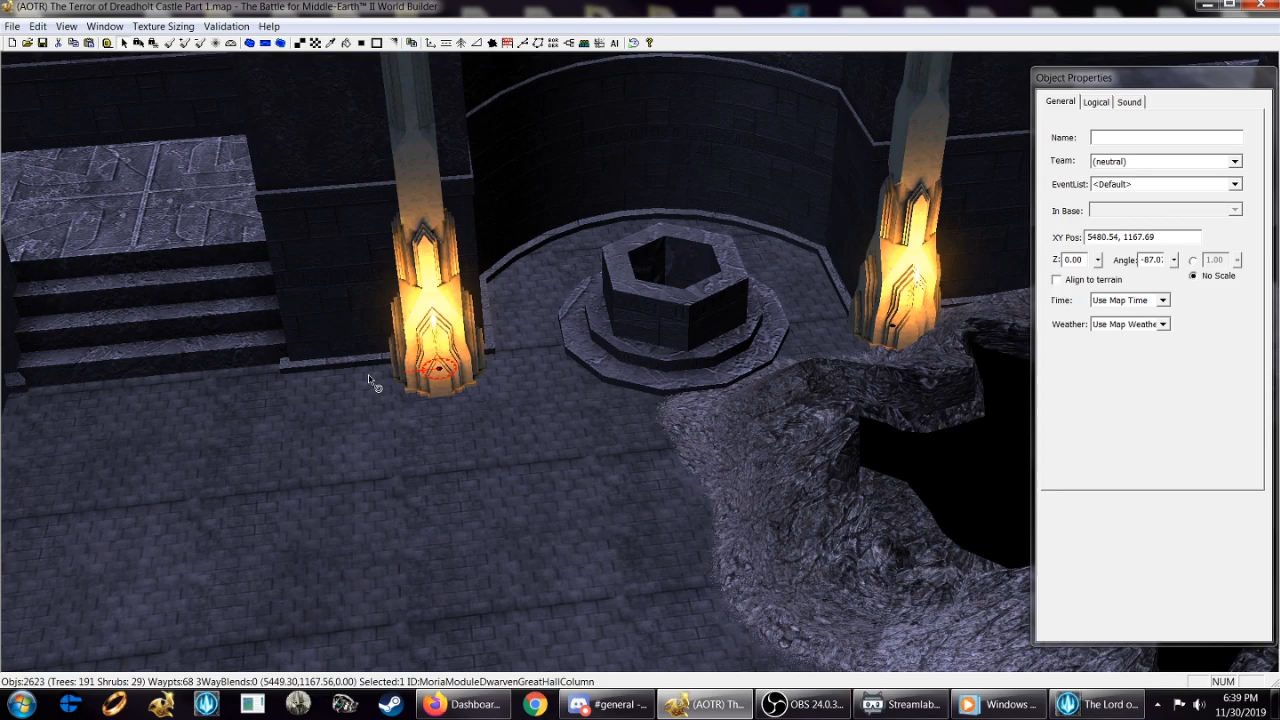 (AOTR) The Terror of Dreadholt Castle Part 1.map - The Battle for Middle-Earth™ II World Builder
File Edit View Window Texture Sizing Validation Help
AI
Object Properties
General Logical Sound
Name:
Team: (neutral)
EventList: <Default>
In Base:
XY Pos: 5480.54, 1167.69
Z: 0.00 Angle: -87.0 1.00
No Scale
Align to terrain
Time: Use Map Time
Weather: Use Map Weathe
Objs:2623 (Trees: 191 Shrubs: 29) Waypts:68 3WayBlends:0 (5449.30,1167.56,0.00) Selected:1 ID:MoriaModuleDwarvenGreatHallColumn NUM
Dashboar... #general -... (AOTR) Th... OBS 24.0.3... Streamlab... Windows ... The Lord o... 6:39 PM
11/30/2019